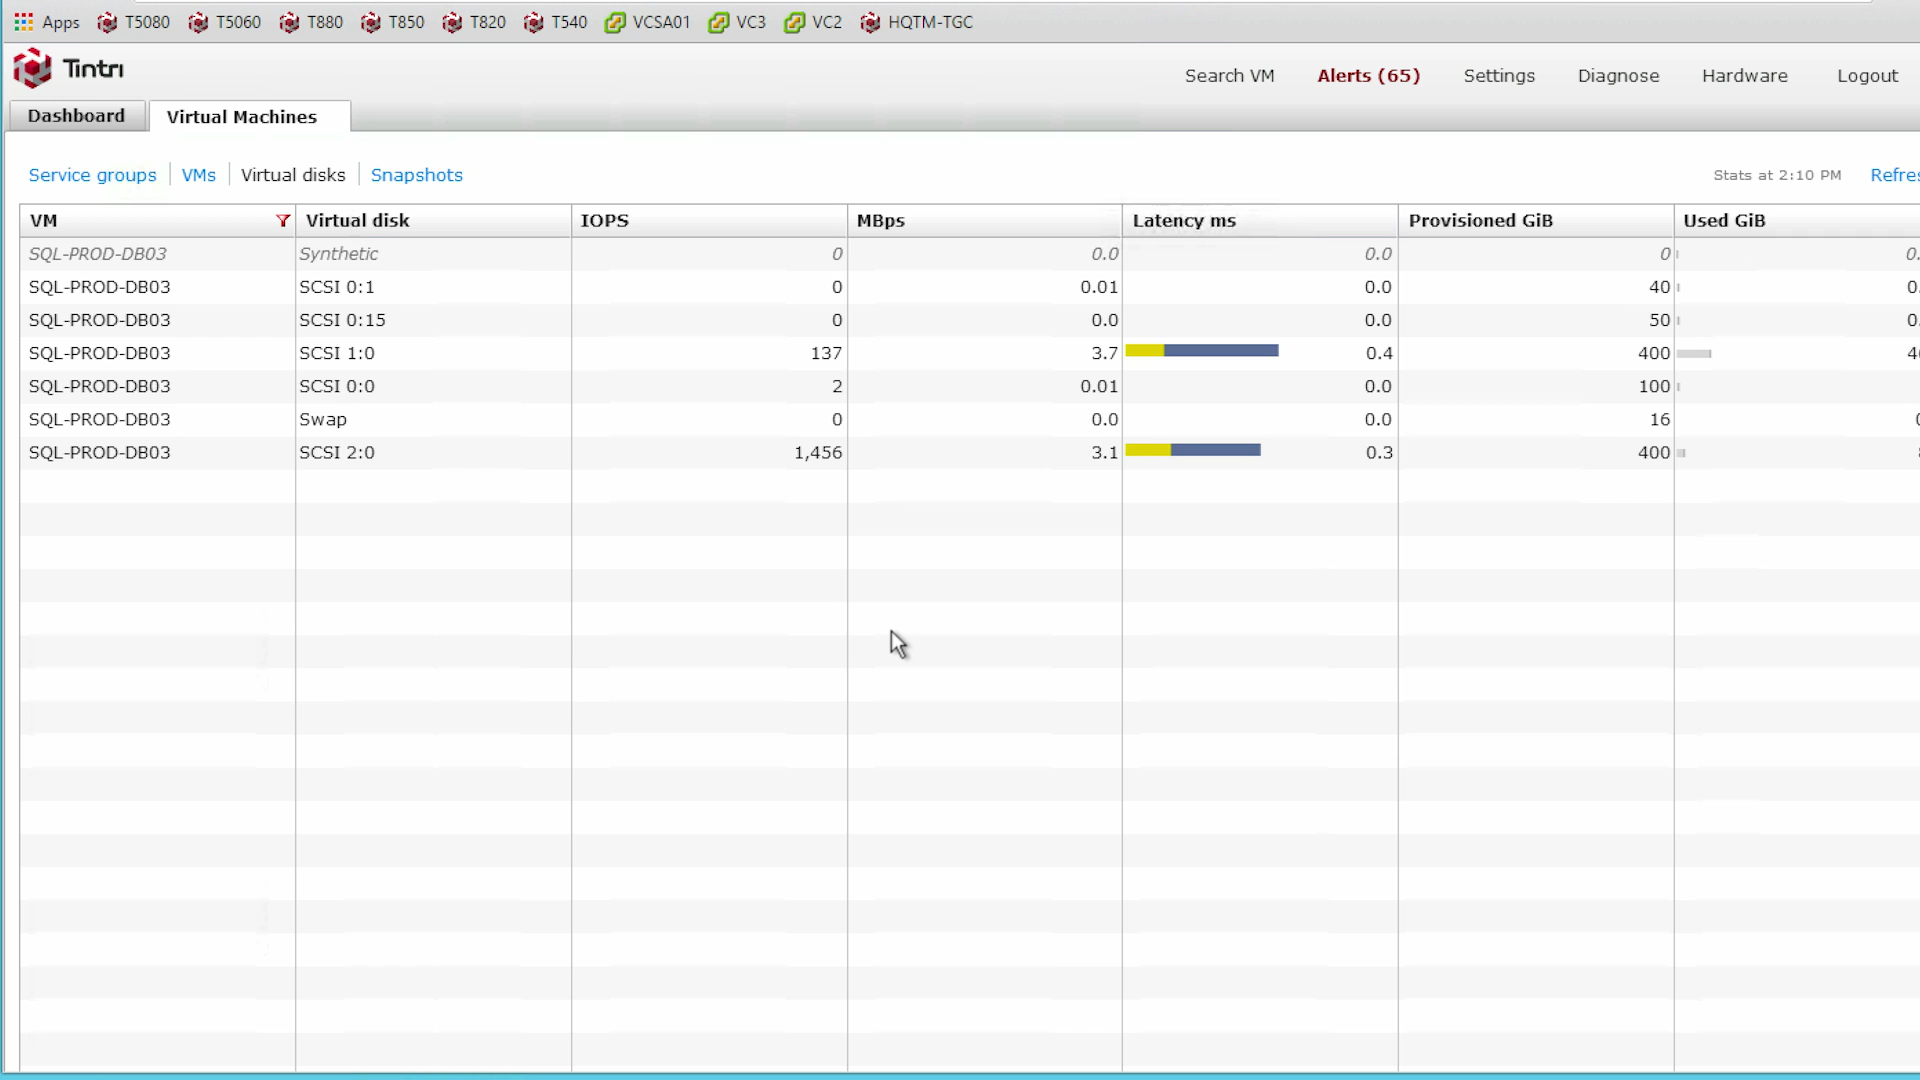 Apps T5080 T5060 T880 T850 T820 T540 VCSA01 VC3 VC2 HQTM-TGC
Tintri
Search VM Alerts (65) Settings Diagnose Hardware Logout
Dashboard Virtual Machines
Service groups VMs Virtual disks Snapshots Stats at 2:10 PM
VM Virtual disk IOPS MBps Latency ms Provisioned GiB Used GiB
SQL-PROD-DB03 Synthetic 0 0.0 0.0 0
SQL-PROD-DB03 SCSI 0:1 0 0.01 0.0 40
SQL-PROD-DB03 SCSI 0:15 0 0.0 0.0 50
SQL-PROD-DB03 SCSI 1:0 137 3.7 0.4 400
SQL-PROD-DB03 SCSI 0:0 2 0.01 0.0 100
SQL-PROD-DB03 Swap 0 0.0 0.0 16
SQL-PROD-DB03 SCSI 2:0 1,456 3.1 0.3 400